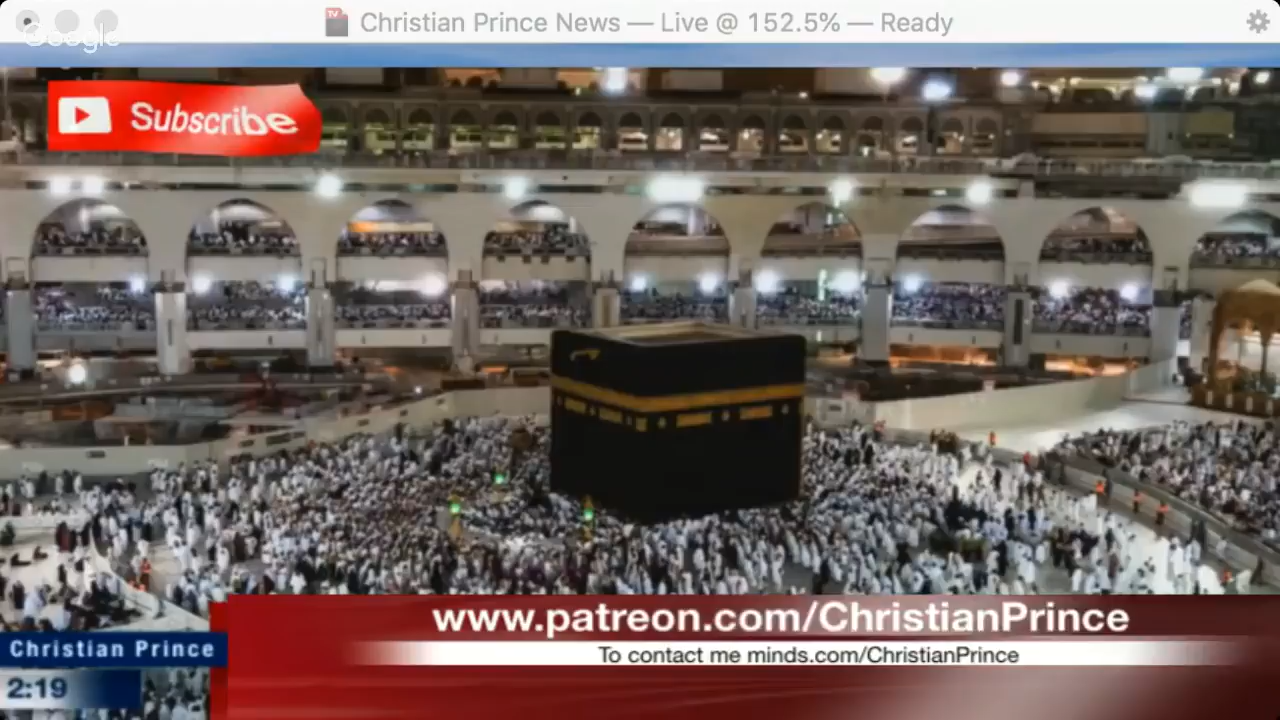 Christian Prince News — Live @ 152.5% — Ready
Google
TV
Subscribe
www.patreon.com/ChristianPrince
To contact me minds.com/ChristianPrince
Christian Prince
2:19